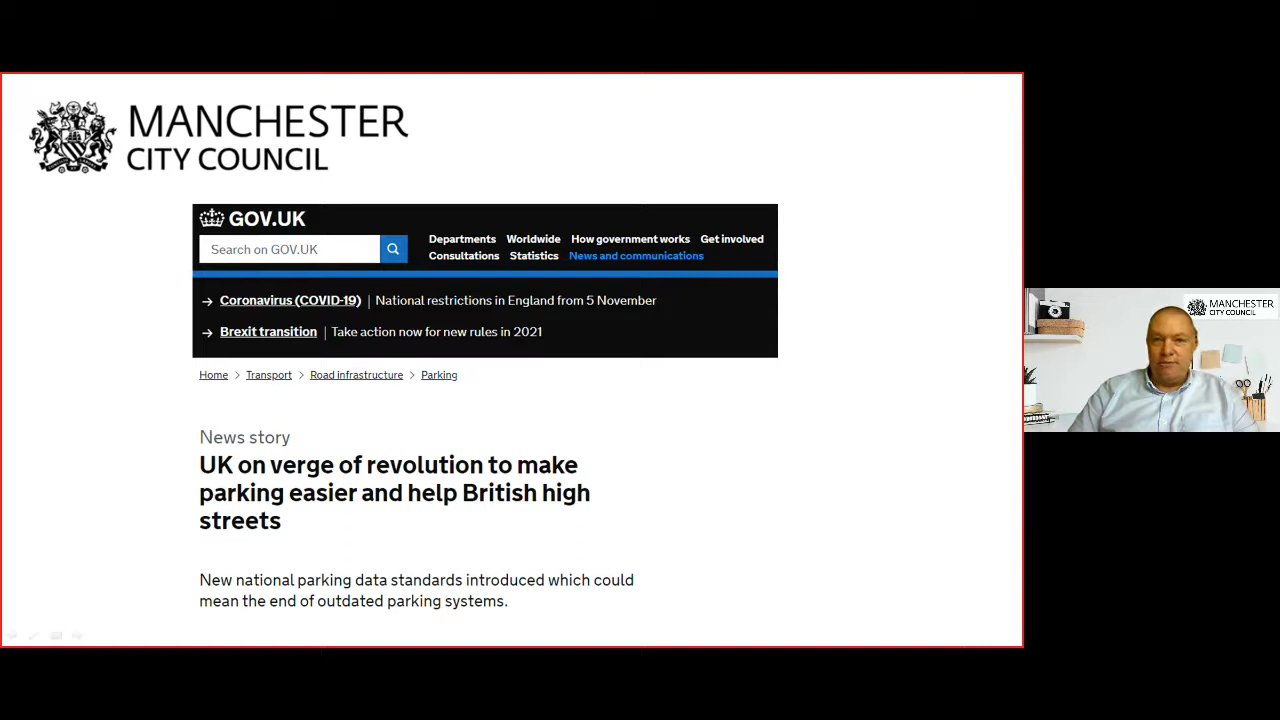 MANCHESTER
CITY COUNCIL
GOV.UK
Search on GOV.UK
Departments Worldwide How government works Get involved
Consultations Statistics News and communications
→ Coronavirus (COVID-19) | National restrictions in England from 5 November
→ Brexit transition | Take action now for new rules in 2021
Home > Transport > Road infrastructure > Parking
News story
UK on verge of revolution to make
parking easier and help British high
streets
New national parking data standards introduced which could
mean the end of outdated parking systems.
MANCHESTER
CITY COUNCIL